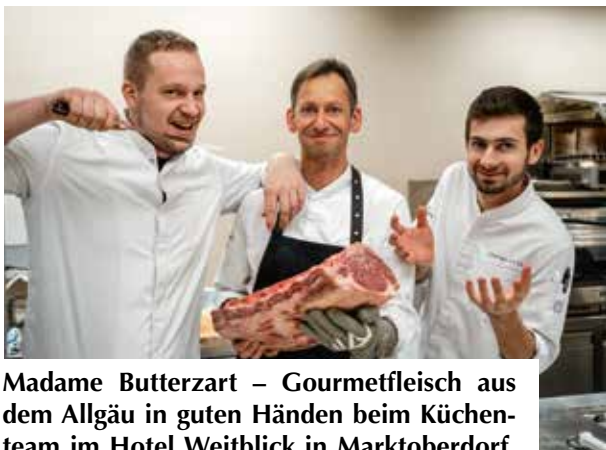 Madame Butterzart – Gourmetfleisch aus
dem Allgäu in guten Händen beim Küchen-
team im Hotel Weitblick in Marktoberdorf.